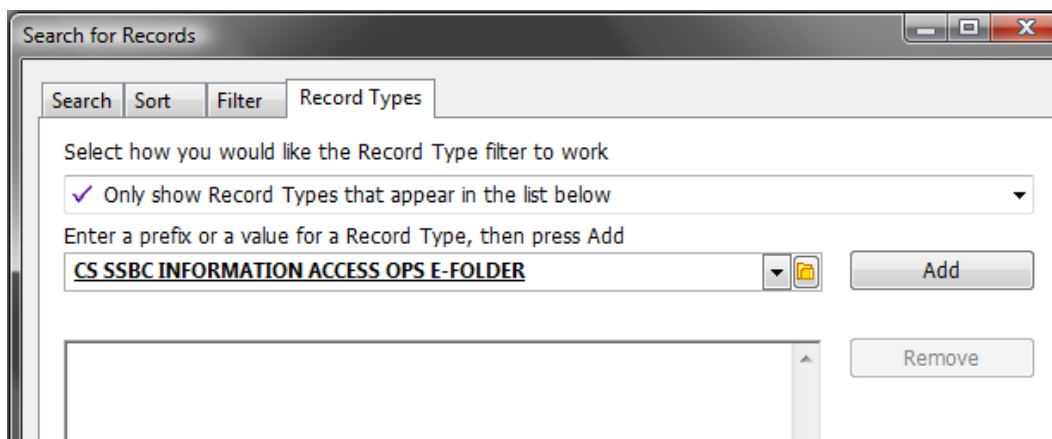 Search for Records
Search Sort Filter Record Types
Select how you would like the Record Type filter to work
Only show Record Types that appear in the list below
Enter a prefix or a value for a Record Type, then press Add
CS SSBC INFORMATION ACCESS OPS E-FOLDER
Add
Remove